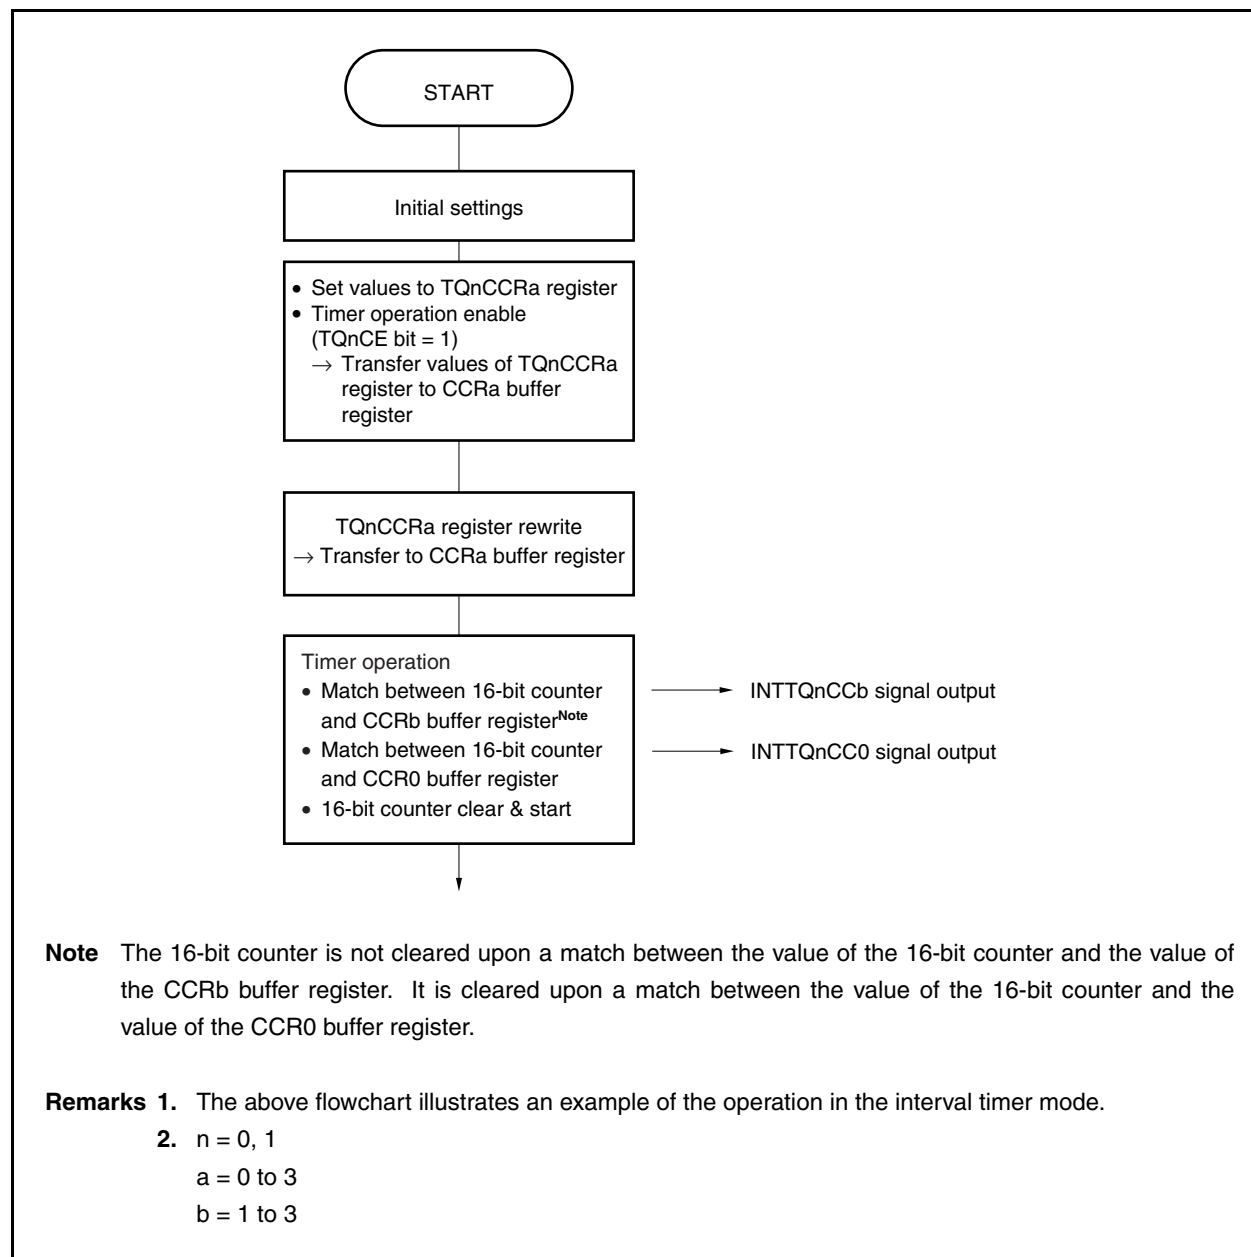 START
Initial settings
• Set values to TQnCCRa register
• Timer operation enable
(TQnCE bit = 1)
→ Transfer values of TQnCCRa
register to CCRa buffer
register
TQnCCRa register rewrite
→ Transfer to CCRa buffer register
Timer operation
• Match between 16-bit counter
and CCRb buffer registerNote
• Match between 16-bit counter
and CCR0 buffer register
• 16-bit counter clear & start
INTTQnCCb signal output
INTTQnCC0 signal output
Note The 16-bit counter is not cleared upon a match between the value of the 16-bit counter and the value of
the CCRb buffer register. It is cleared upon a match between the value of the 16-bit counter and the
value of the CCR0 buffer register.
Remarks 1. The above flowchart illustrates an example of the operation in the interval timer mode.
2. n = 0, 1
a = 0 to 3
b = 1 to 3